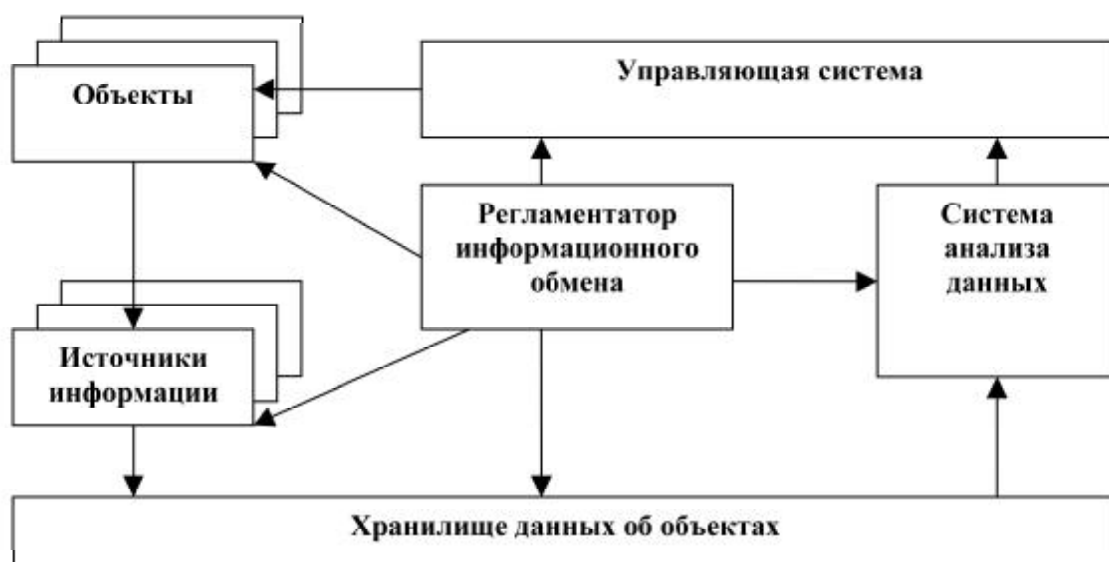 Объекты
Управляющая система
Регламентатор
информационного
обмена
Система
анализа
данных
Источники
информации
Хранилище данных об объектах